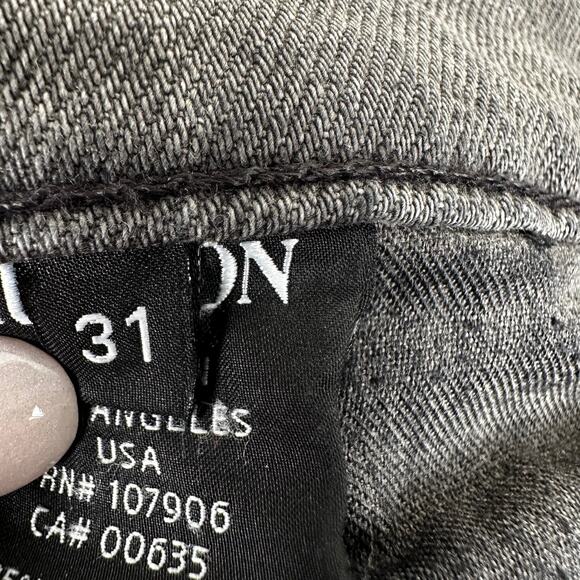 ON
31
ANGELES
USA
RN# 107906
CA# 00635